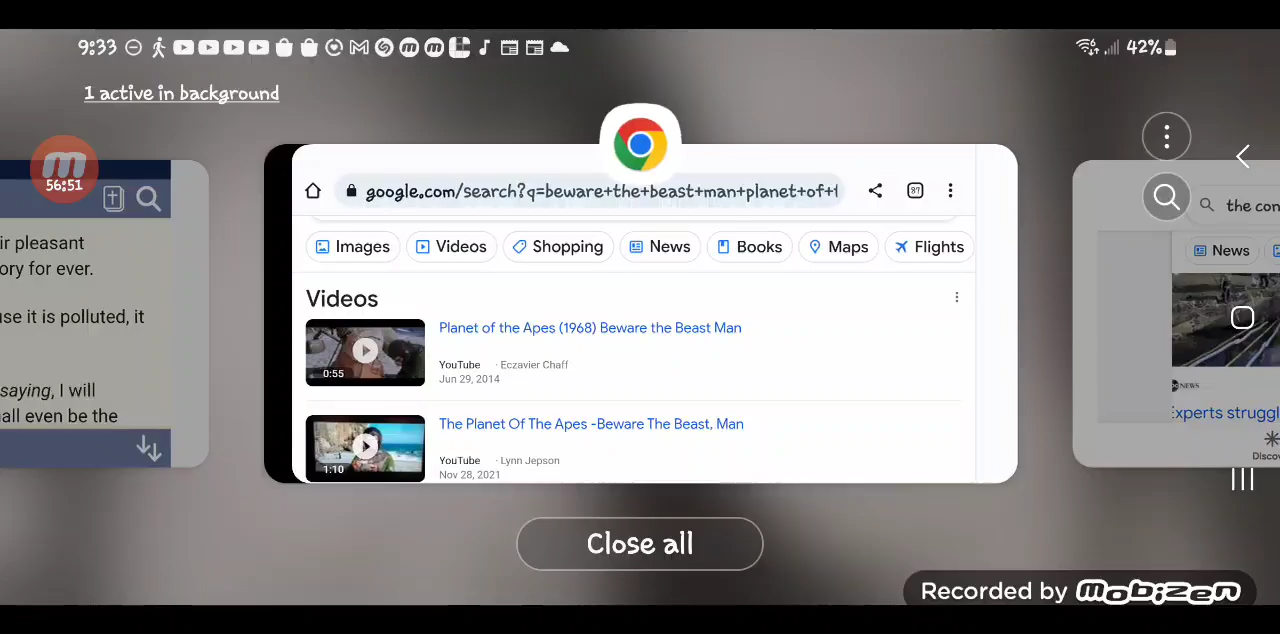 9:33
42%
1 active in background
56:51
ir pleasant
ory for ever.
use it is polluted, it
saying, I will
all even be the
google.com/search?q=beware+the+beast+man+planet+of+t
87
Images Videos Shopping News Books Maps Flights
Videos
Planet of the Apes (1968) Beware the Beast Man
0:55
YouTube · Eczavier Chaff
Jun 29, 2014
The Planet Of The Apes -Beware The Beast, Man
1:10
YouTube · Lynn Jepson
Nov 28, 2021
the con
News
NEWS
Experts struggl
Discov
Close all
Recorded by mobizen